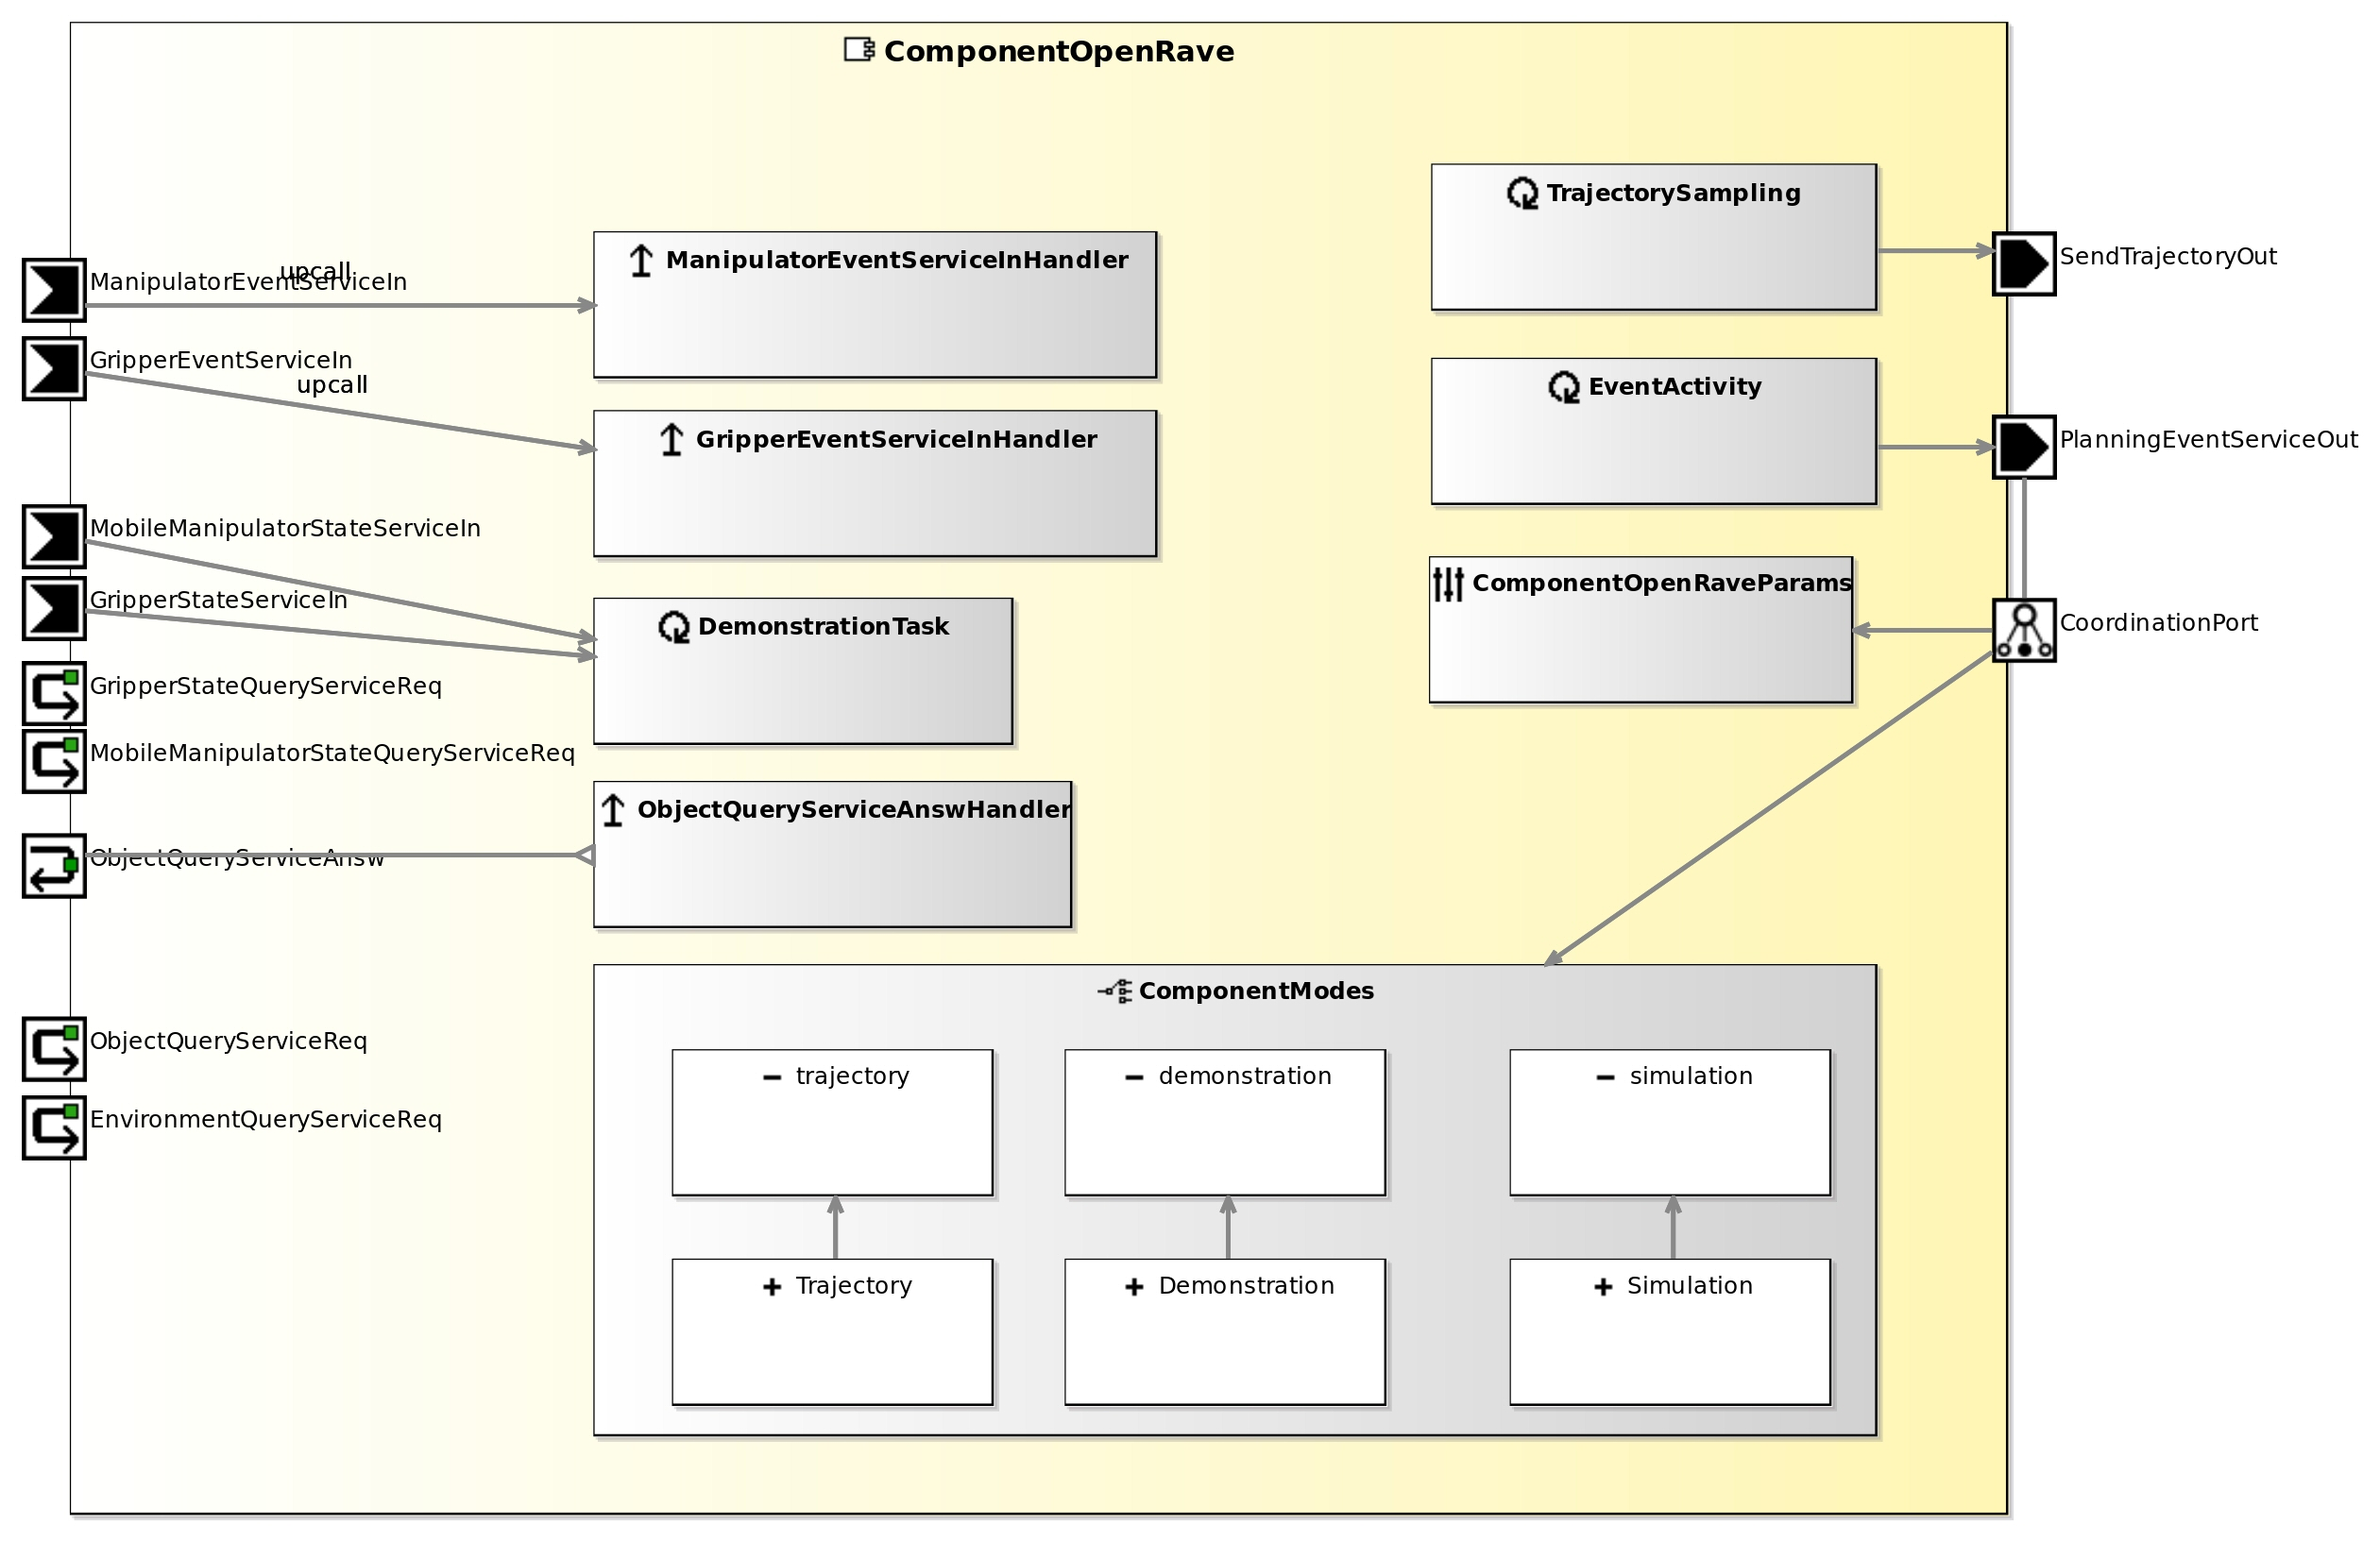 ComponentOpenRave
TrajectorySampling
ManipulatorEventServiceInHandler
SendTrajectoryOut
upcall
ManipulatorEventServiceIn
GripperEventServiceIn
upcall
EventActivity
GripperEventServiceInHandler
PlanningEventServiceOut
MobileManipulatorStateServiceIn
ComponentOpenRaveParams
GripperStateServiceIn
DemonstrationTask
CoordinationPort
GripperStateQueryServiceReq
MobileManipulatorStateQueryServiceReq
ObjectQueryServiceAnswHandler
ObjectQueryServiceAnsw
ComponentModes
ObjectQueryServiceReq
trajectory
demonstration
simulation
EnvironmentQueryServiceReq
Trajectory
Demonstration
Simulation